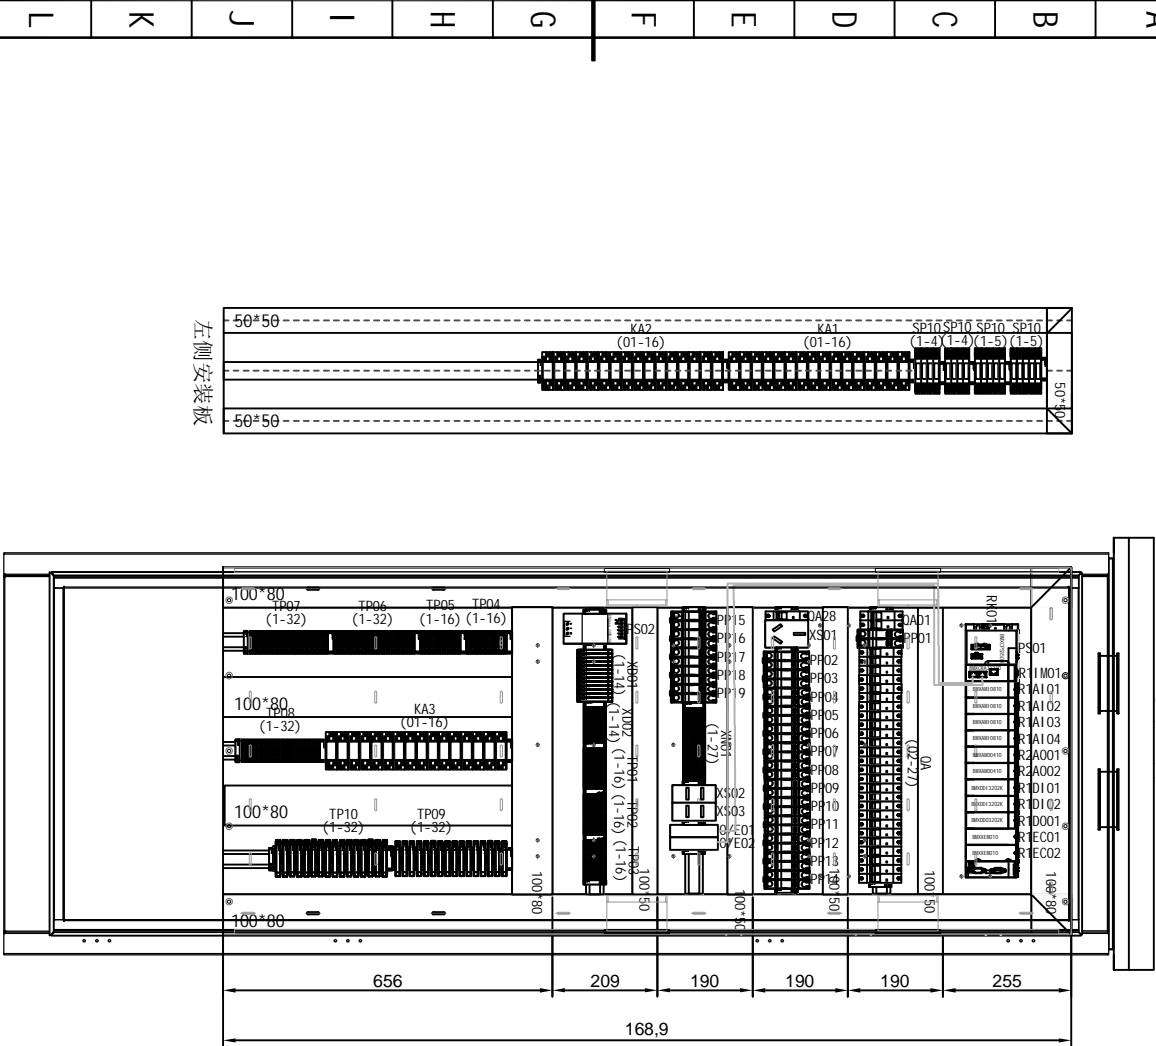 L K J I H G F E D C B A
左侧安装板
50*50
KA2
(01-16)
KA1
(01-16)
SP10
(1-4)
SP10
(1-4)
SP10
(1-5)
SP10
(1-5)
50*50
50*50
100*80
TP07
(1-32)
TP06
(1-32)
TP05
(1-16)
TP04
(1-16)
100*80
TP08
(1-32)
KA3
(01-16)
100*80
TP10
(1-32)
TP09
(1-32)
100*80
100*80
PS02
XD01
(1-14)
XD02
(1-14)
TP01
(1-16)
TP02
(1-16)
TP03
(1-16)
100*50
PP15
PP16
PP17
PP18
PP19
(1-27)
XS02
XS03
100*50
QA28
XS01
PP02
PP03
PP04
PP05
PP06
PP07
PP08
PP09
PP10
PP11
PP12
PP13
PP14
100*50
QA01
PP01
QA
(02-27)
100*50
RK01
PS01
R1IM01
R1AI01
R1AI02
R1AI03
R1AI04
R2AO01
R2AO02
R1DI01
R1DI02
R1DO01
R1EC01
R1EC02
100*80
656
209
190
190
190
255
168,9